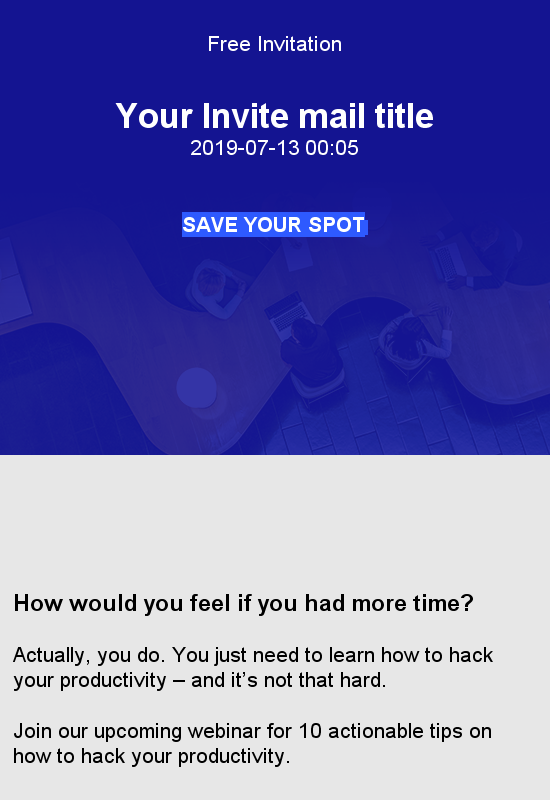 Free Invitation
Your Invite mail title
2019-07-13 00:05
SAVE YOUR SPOT
How would you feel if you had more time?
Actually, you do. You just need to learn how to hack
your productivity – and it’s not that hard.
Join our upcoming webinar for 10 actionable tips on
how to hack your productivity.